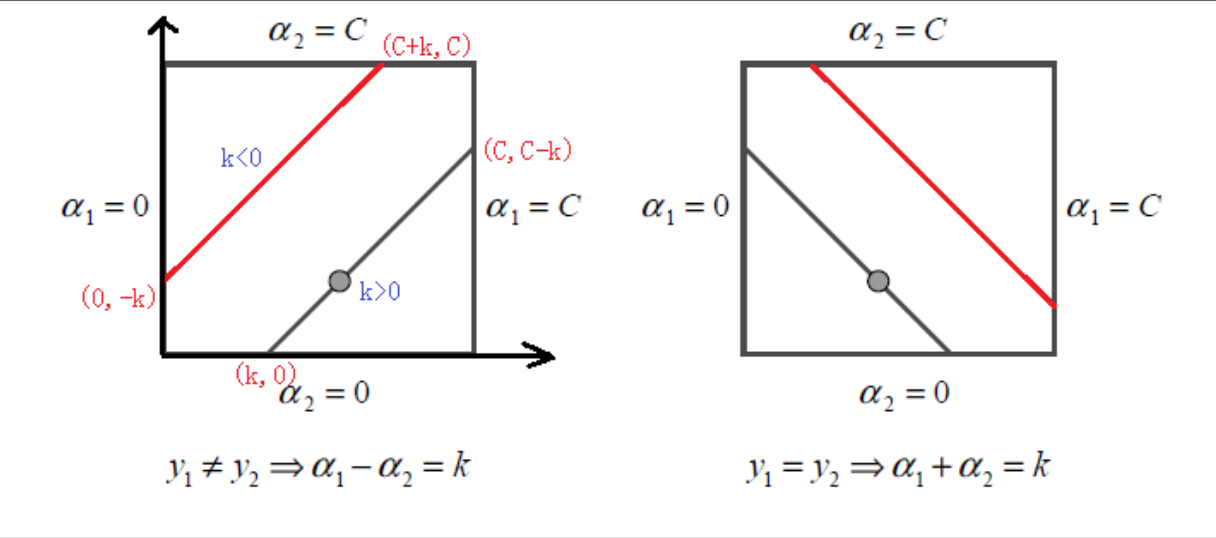 α₂ = C
(C+k, C)
k<0
(C, C-k)
α₁ = 0
α₁ = C
(0, -k)
k>0
(k, 0)
α₂ = 0
y₁ ≠ y₂ ⇒ α₁ − α₂ = k
α₂ = C
α₁ = 0
α₁ = C
α₂ = 0
y₁ = y₂ ⇒ α₁ + α₂ = k